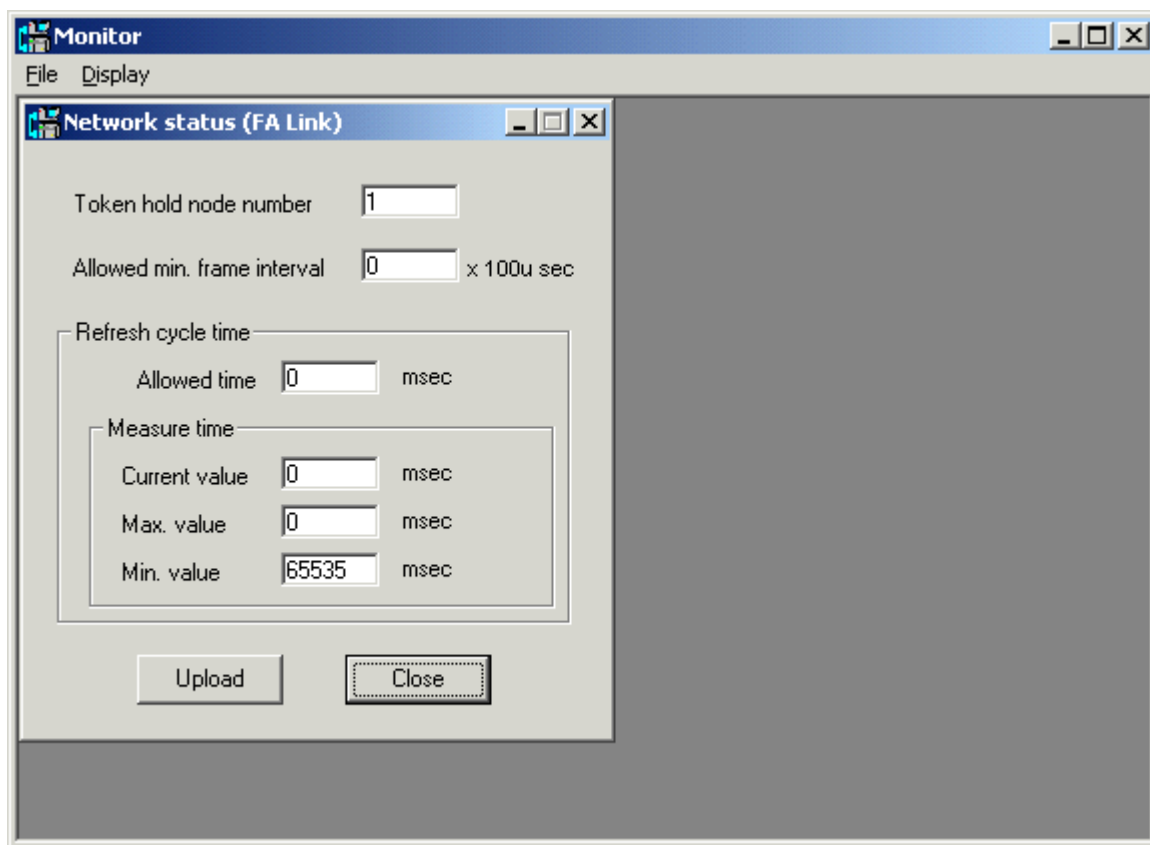 Monitor
File Display
Network status (FA Link)
Token hold node number 1
Allowed min. frame interval 0 x 100u sec
Refresh cycle time
Allowed time 0 msec
Measure time
Current value 0 msec
Max. value 0 msec
Min. value 65535 msec
Upload Close